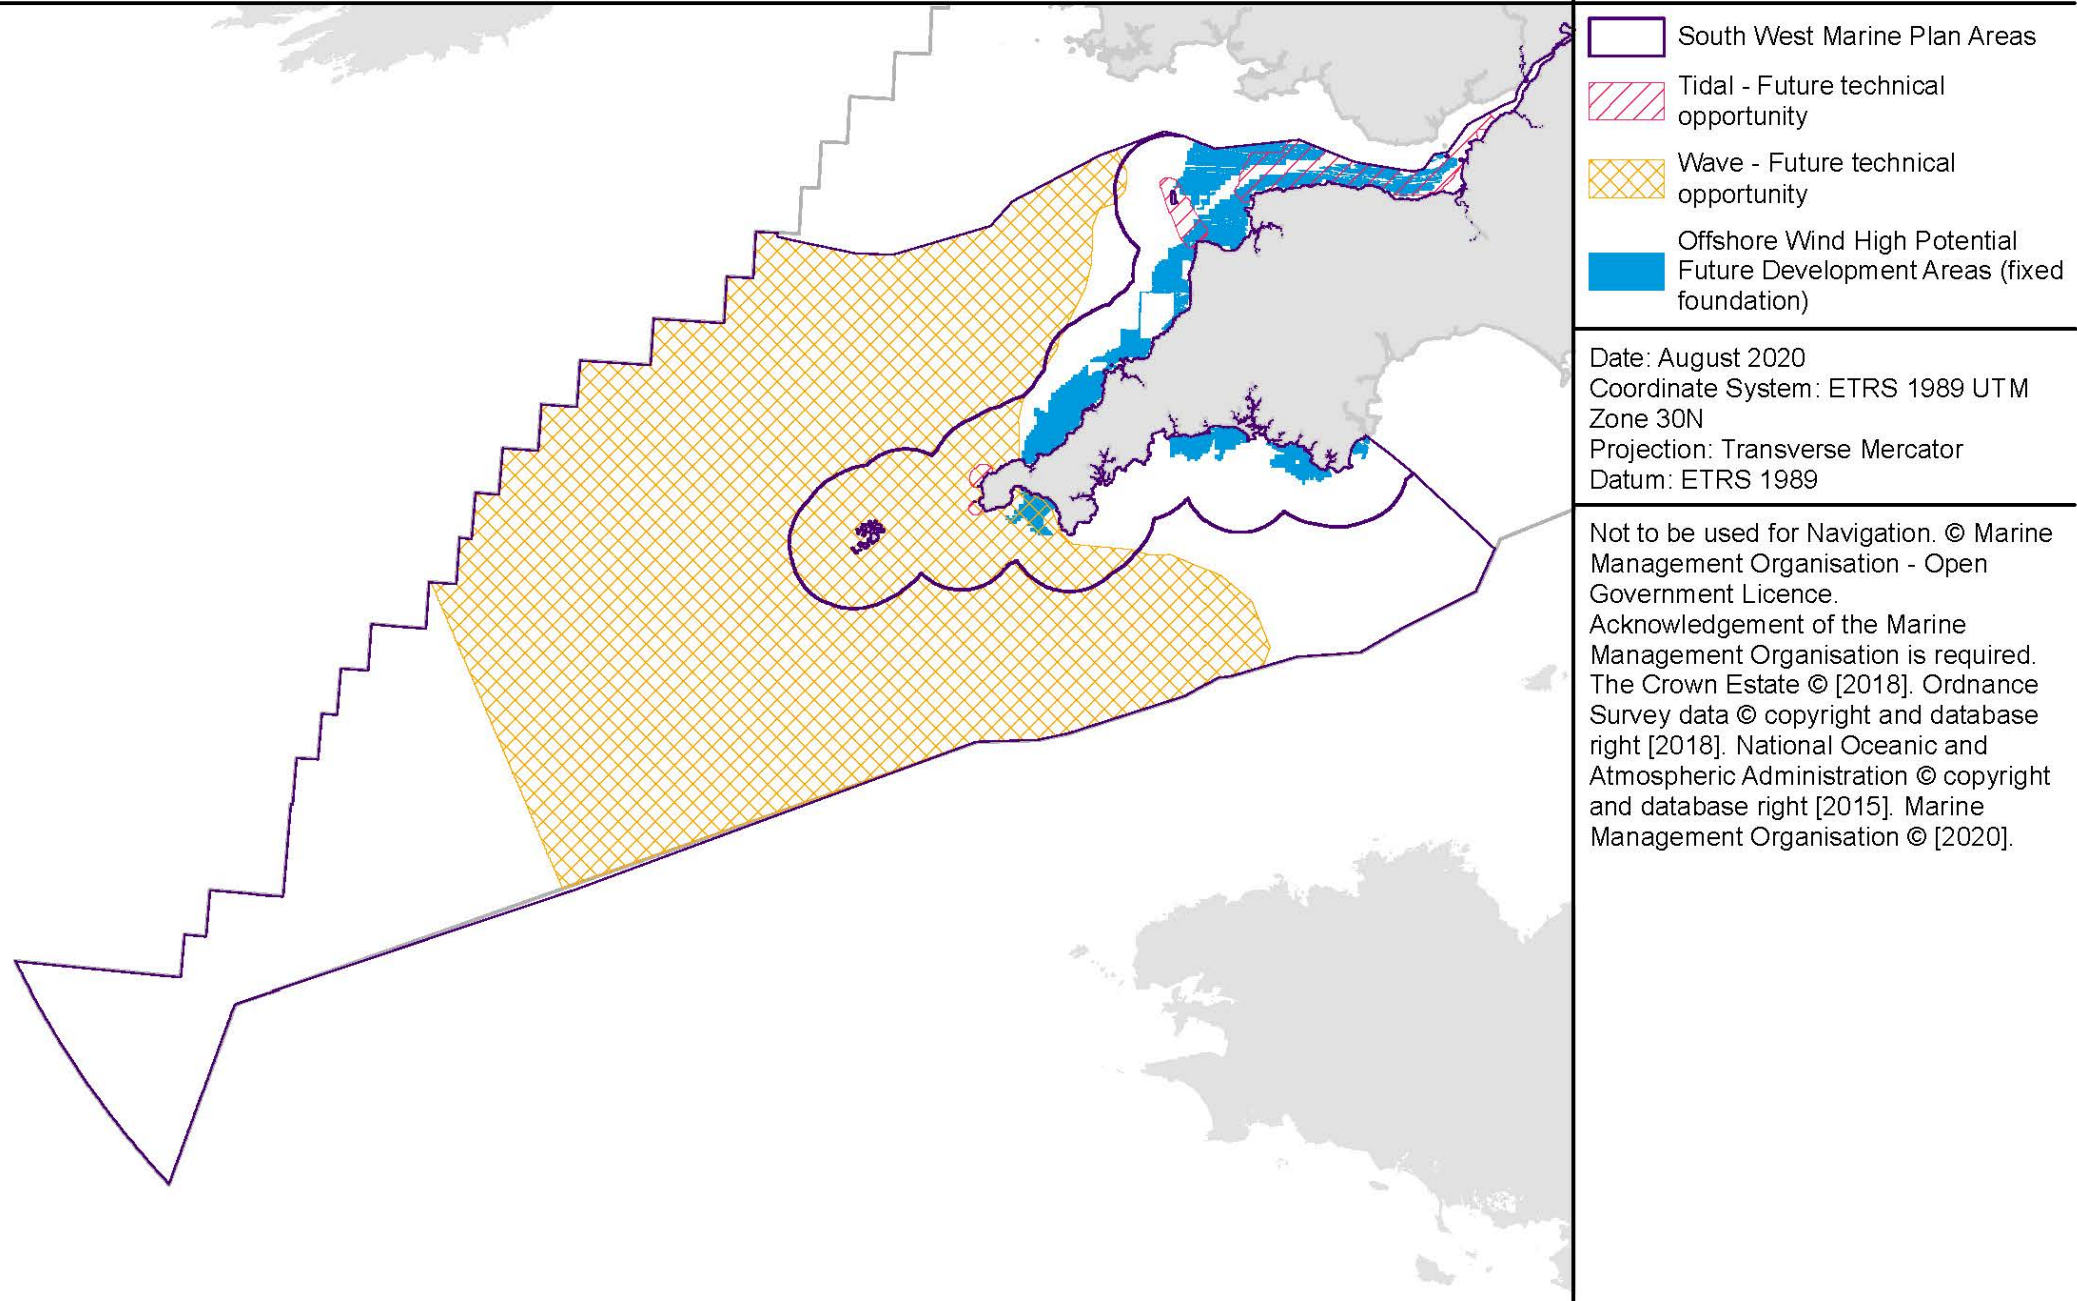 South West Marine Plan Areas
Tidal - Future technical
opportunity
Wave - Future technical
opportunity
Offshore Wind High Potential
Future Development Areas (fixed
foundation)
Date: August 2020
Coordinate System: ETRS 1989 UTM
Zone 30N
Projection: Transverse Mercator
Datum: ETRS 1989
Not to be used for Navigation. © Marine
Management Organisation - Open
Government Licence.
Acknowledgement of the Marine
Management Organisation is required.
The Crown Estate © [2018]. Ordnance
Survey data © copyright and database
right [2018]. National Oceanic and
Atmospheric Administration © copyright
and database right [2015]. Marine
Management Organisation © [2020].